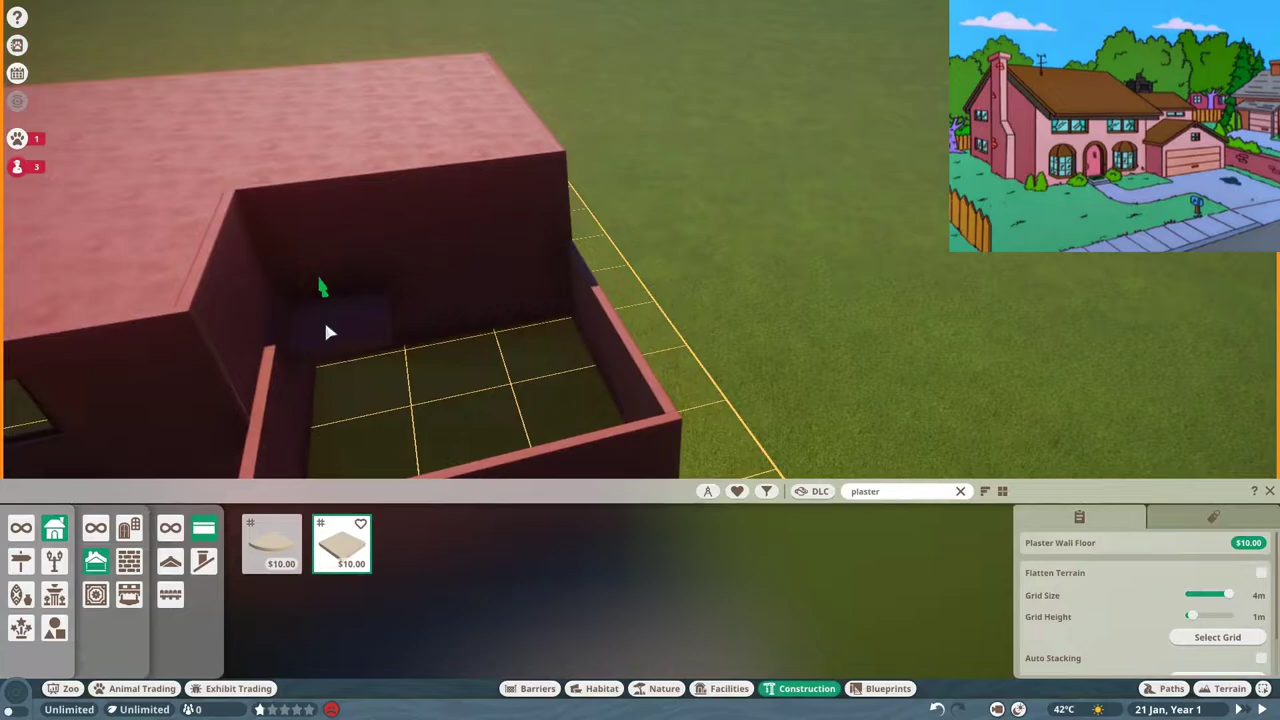 ?
1
3
A
DLC
plaster
? ×
#
$10.00
#
$10.00
Plaster Wall Floor
$10.00
Flatten Terrain
Grid Size
4m
Grid Height
1m
Select Grid
Auto Stacking
Zoo
Animal Trading
Exhibit Trading
Barriers
Habitat
Nature
Facilities
Construction
Blueprints
Paths
Terrain
Unlimited
Unlimited
0
42°C
21 Jan, Year 1